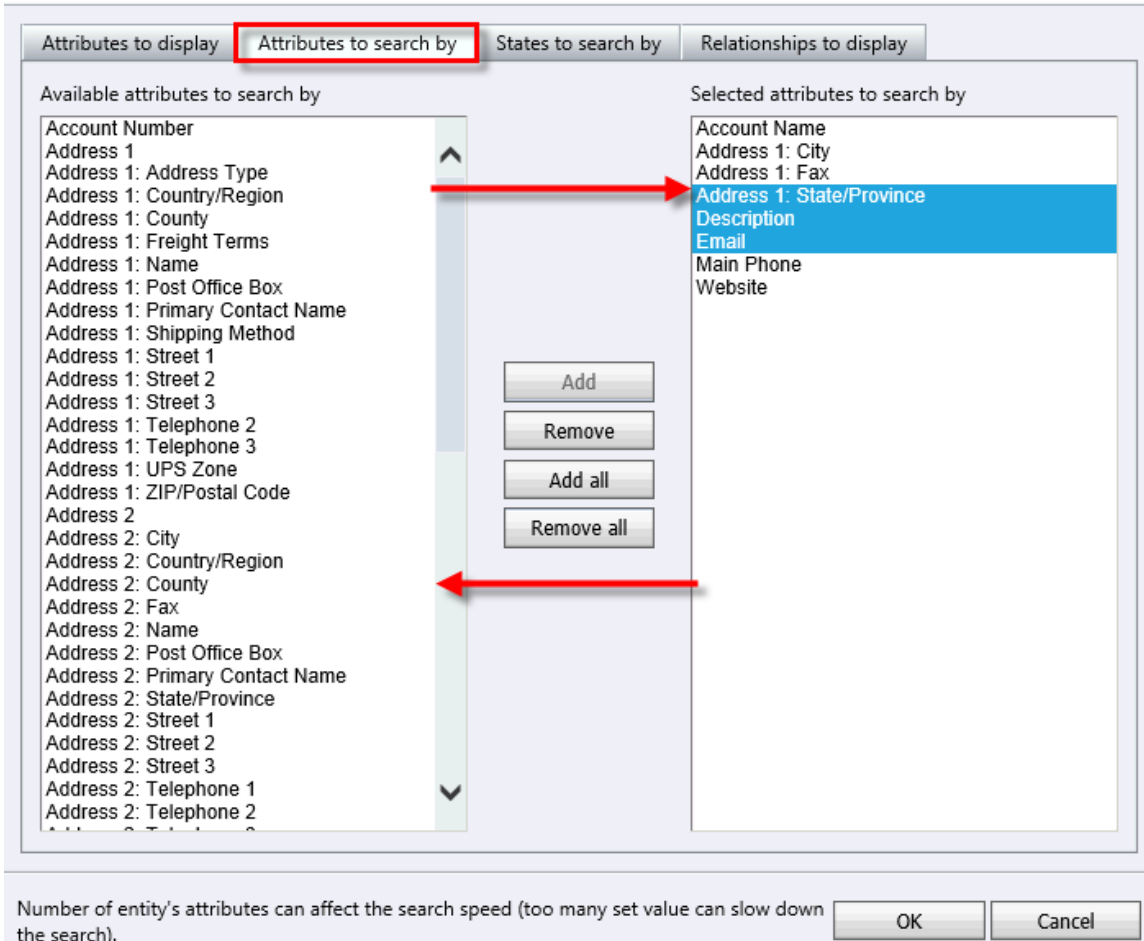 Attributes to display
Attributes to search by
States to search by
Relationships to display
Available attributes to search by
Account Number
Address 1
Address 1: Address Type
Address 1: Country/Region
Address 1: County
Address 1: Freight Terms
Address 1: Name
Address 1: Post Office Box
Address 1: Primary Contact Name
Address 1: Shipping Method
Address 1: Street 1
Address 1: Street 2
Address 1: Street 3
Address 1: Telephone 2
Address 1: Telephone 3
Address 1: UPS Zone
Address 1: ZIP/Postal Code
Address 2
Address 2: City
Address 2: Country/Region
Address 2: County
Address 2: Fax
Address 2: Name
Address 2: Post Office Box
Address 2: Primary Contact Name
Address 2: State/Province
Address 2: Street 1
Address 2: Street 2
Address 2: Street 3
Address 2: Telephone 1
Address 2: Telephone 2
Add
Remove
Add all
Remove all
Selected attributes to search by
Account Name
Address 1: City
Address 1: Fax
Address 1: State/Province
Description
Email
Main Phone
Website
Number of entity's attributes can affect the search speed (too many set value can slow down
the search).
OK
Cancel